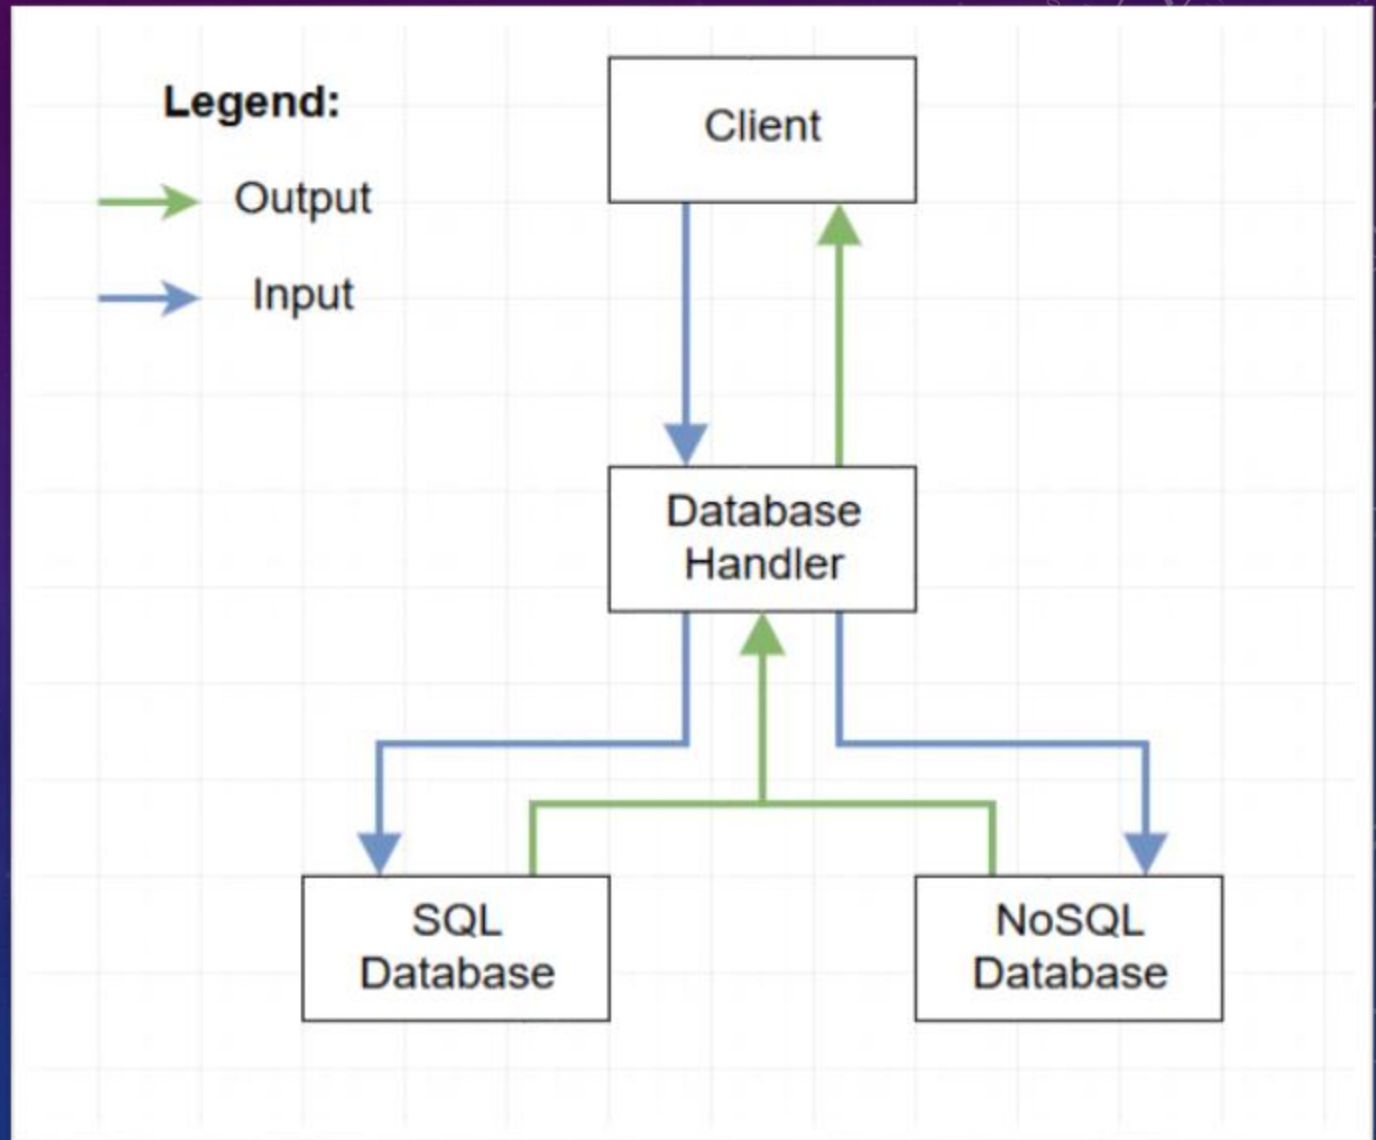 Legend:
Output
Input
Client
Database
Handler
SQL
Database
NoSQL
Database